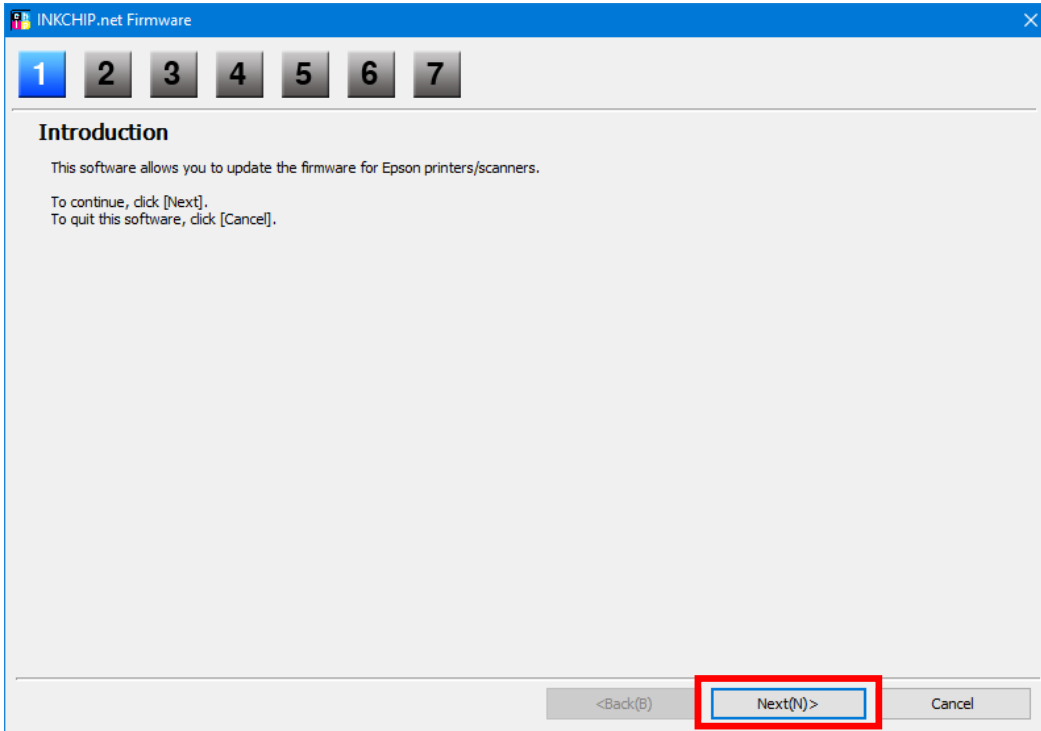 INKCHIP.net Firmware
1 2 3 4 5 6 7
Introduction
This software allows you to update the firmware for Epson printers/scanners.
To continue, click [Next].
To quit this software, click [Cancel].
<Back(B) Next(N)> Cancel